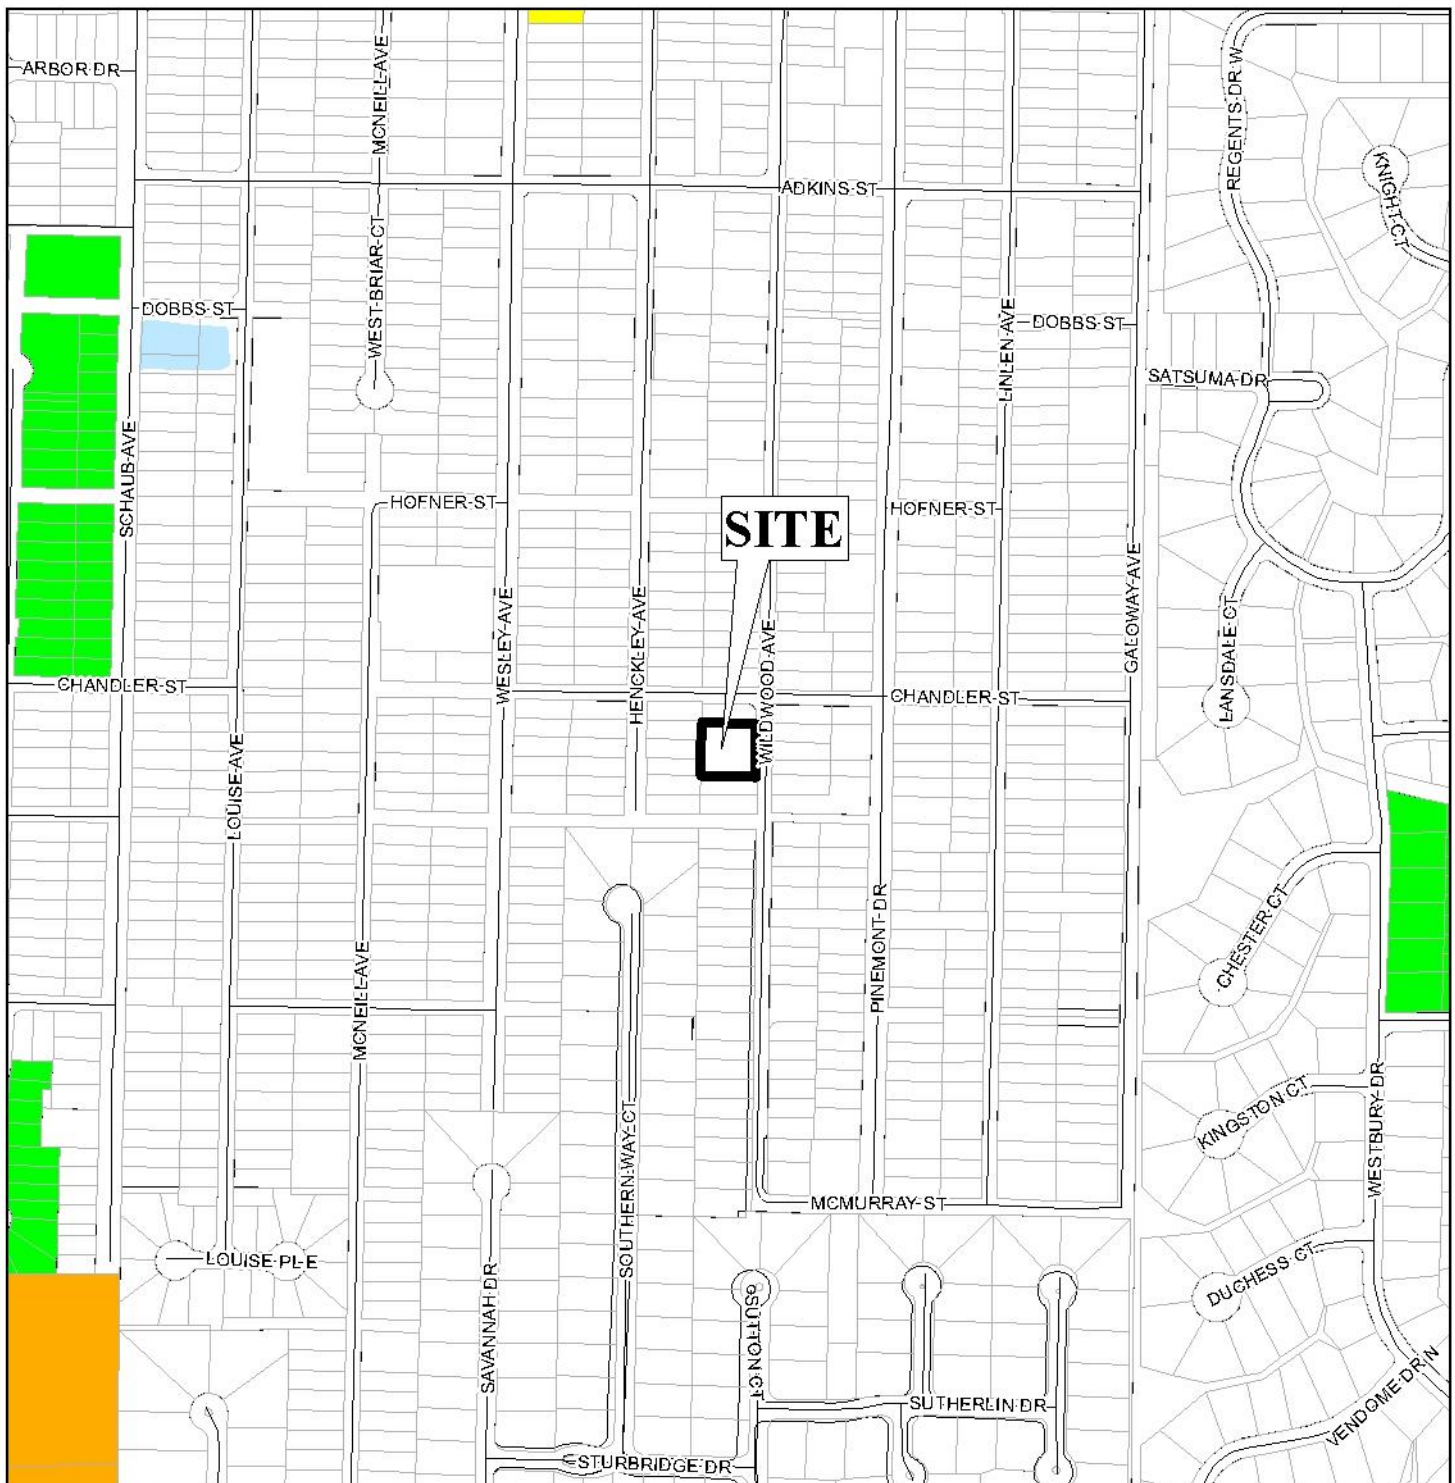 ARBOR DR
MCNEILL AVE
REGENTS DR W
KNIGHT CT
ADKINS ST
WEST BRIAR CT
DOBBS ST
DOBBS ST
LINLEN AVE
SATSUMA DR
SCHAUB AVE
HOFNER ST
HOFNER ST
SITE
WESLEY AVE
HENCKLEY AVE
WILDWOOD AVE
GALOWAY AVE
LANSDALE CT
CHANDLER ST
CHANDLER ST
LOUISE AVE
PINEMONT DR
CHESTER CT
MCNEILL AVE
KINGSTON CT
WESTBURY DR
SOUTHERN WAY CT
MCMURRAY ST
LOUISE PL E
DUCHESS CT
SAVANNAH DR
SUTTON CT
SUTHERLIN DR
VENDOME DR N
STURBRIDGE DR